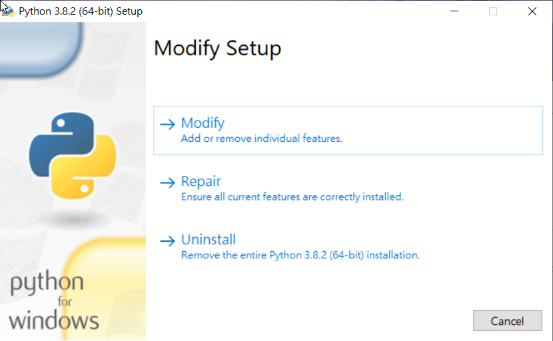 Python 3.8.2 (64-bit) Setup
Modify Setup
Modify
Add or remove individual features.
Repair
Ensure all current features are correctly installed.
Uninstall
Remove the entire Python 3.8.2 (64-bit) installation.
python
for
windows
Cancel